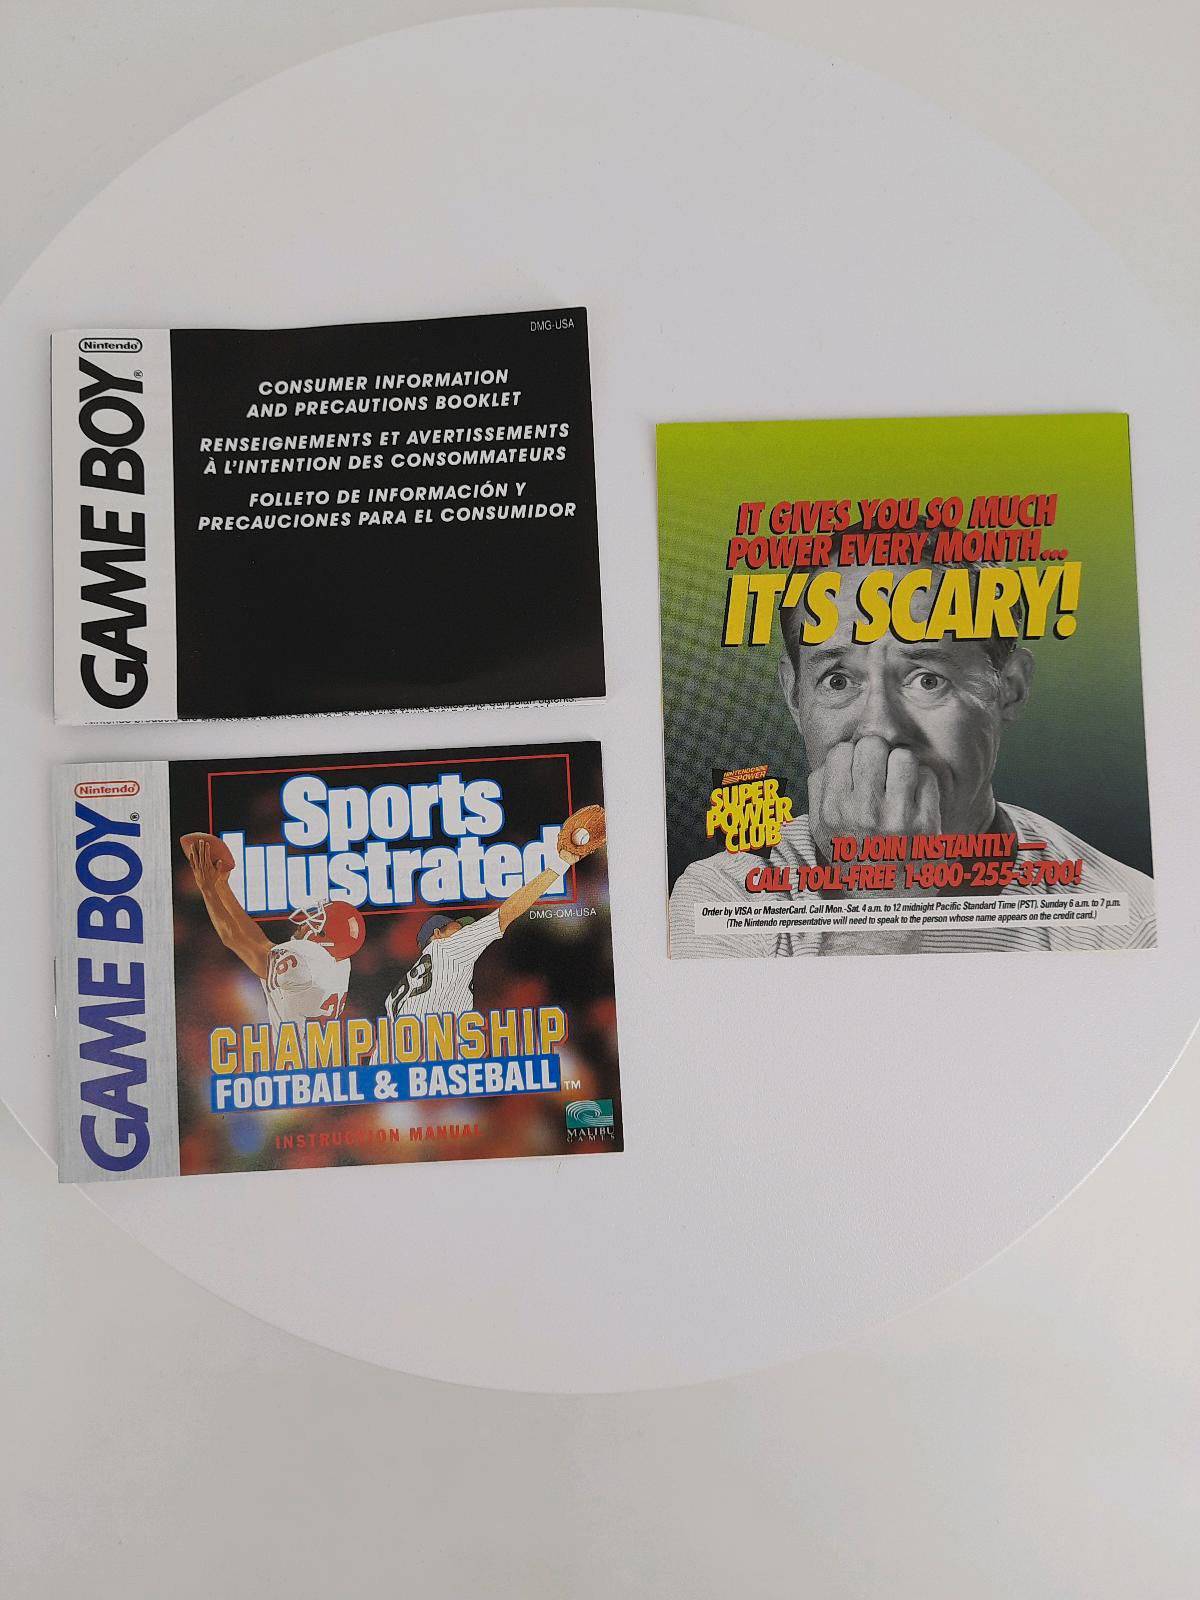 Nintendo®
GAME BOY®
DMG-USA
CONSUMER INFORMATION
AND PRECAUTIONS BOOKLET
RENSEIGNEMENTS ET AVERTISSEMENTS
À L'INTENTION DES CONSOMMATEURS
FOLLETO DE INFORMACIÓN Y
PRECAUCIONES PARA EL CONSUMIDOR
Nintendo®
GAME BOY®
Sports
Illustrated
DMG-QM-USA
CHAMPIONSHIP
FOOTBALL & BASEBALL™
INSTRUCTION MANUAL
MALIBU
GAMES
IT GIVES YOU SO MUCH
POWER EVERY MONTH...
IT'S SCARY!
NINTENDO
POWER
SUPER
POWER
CLUB
TO JOIN INSTANTLY —
CALL TOLL-FREE 1-800-255-3700!
Order by VISA or MasterCard. Call Mon.-Sat. 4 a.m. to 12 midnight Pacific Standard Time (PST). Sunday 6 a.m. to 7 p.m.
(The Nintendo representative will need to speak to the person whose name appears on the credit card.)